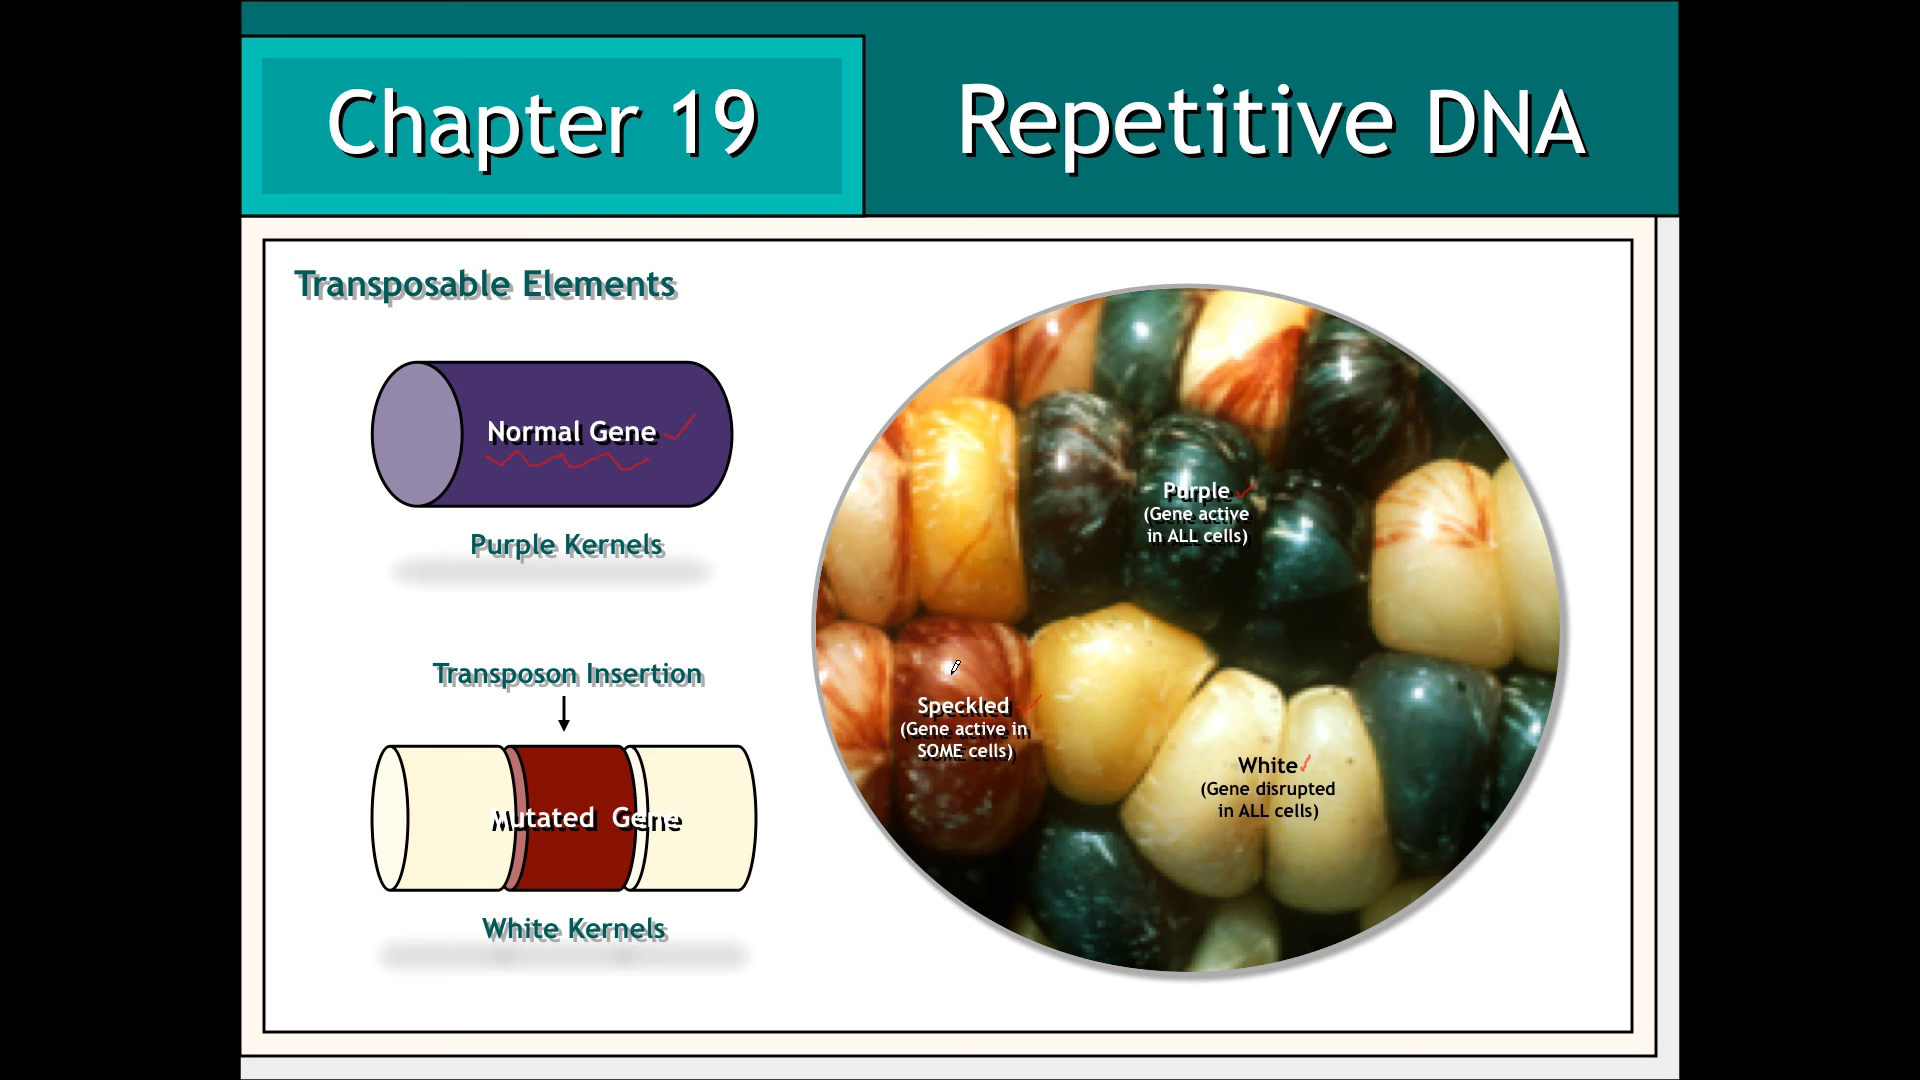 Chapter 19
Repetitive DNA
Transposable Elements
Normal Gene
Purple Kernels
Transposon Insertion
Mutated Gene
White Kernels
Purple
(Gene active
in ALL cells)
Speckled
(Gene active in
SOME cells)
White
(Gene disrupted
in ALL cells)